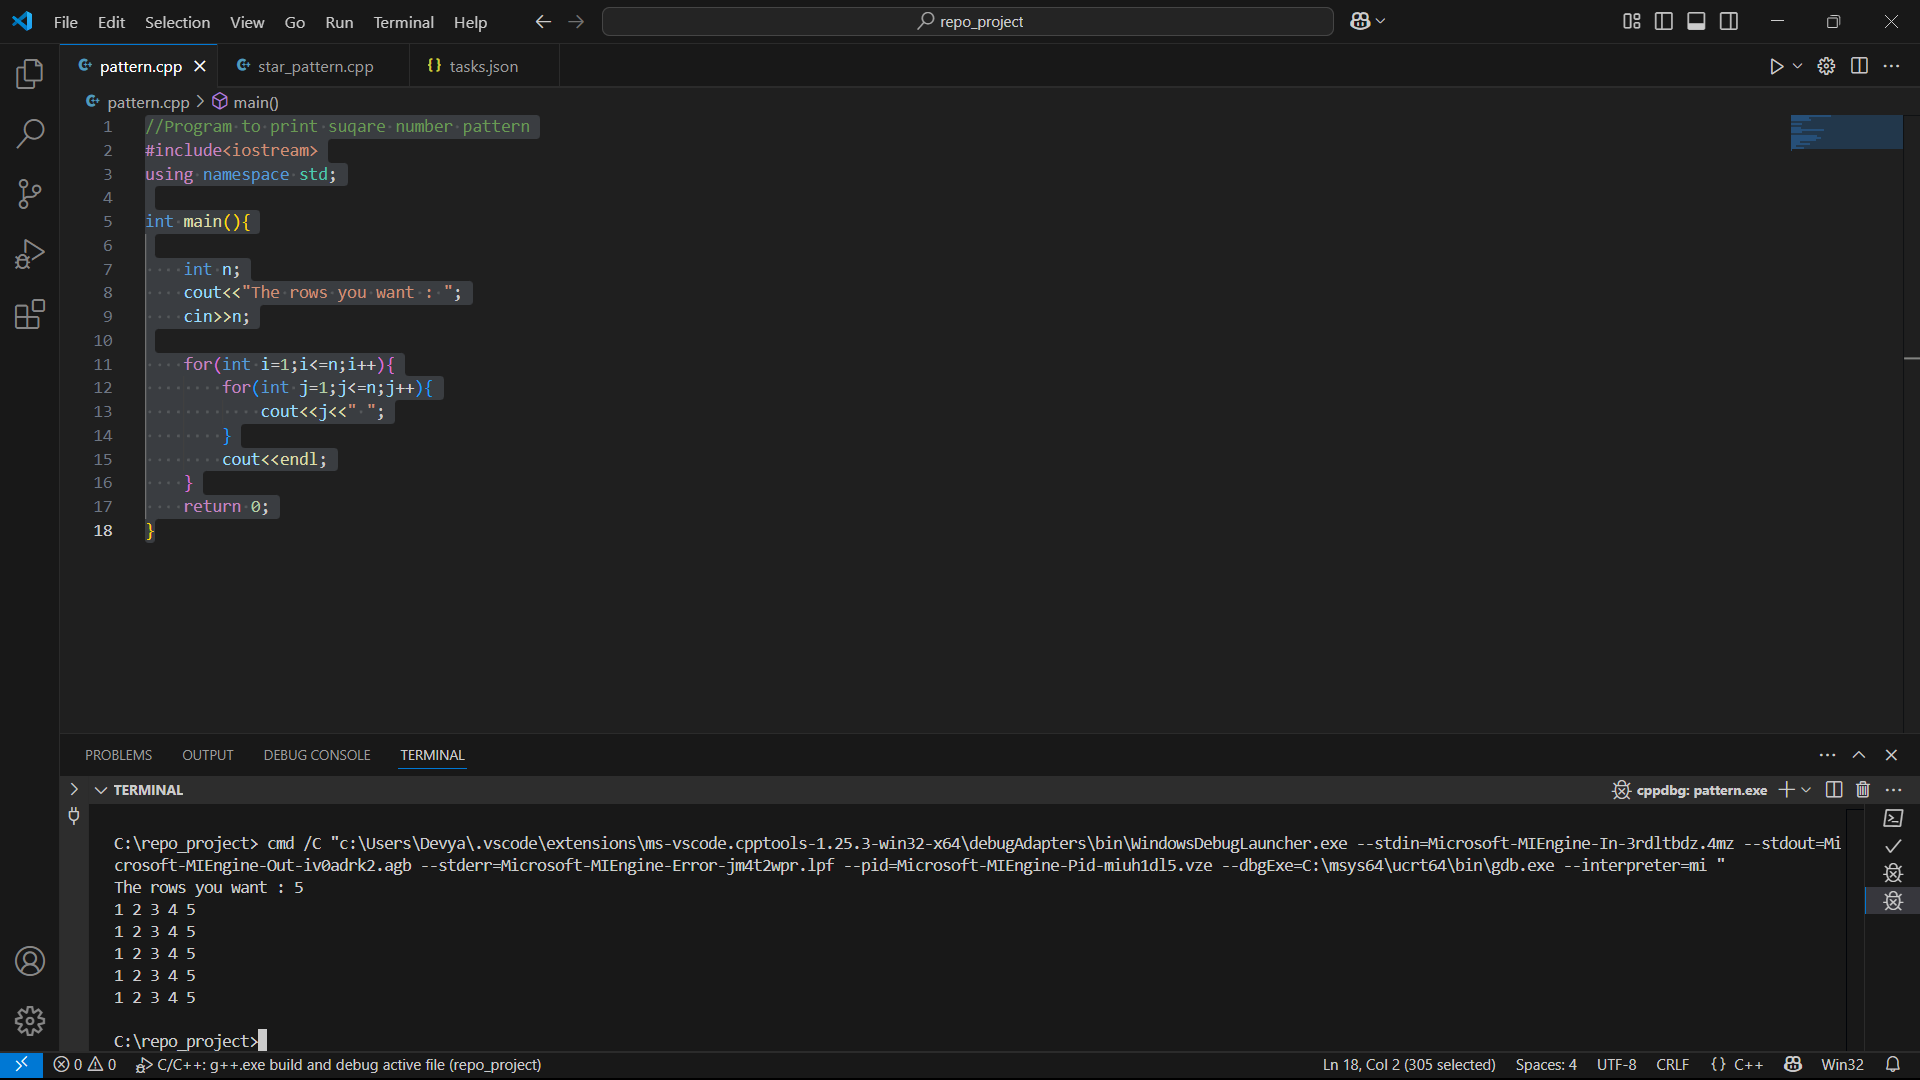 File Edit Selection View Go Run Terminal Help
repo_project
pattern.cpp
star_pattern.cpp
{} tasks.json
pattern.cpp > main()
1 //Program to print suqare number pattern
2 #include<iostream>
3 using namespace std;
4
5 int main(){
6
7 int n;
8 cout<<"The rows you want : ";
9 cin>>n;
10
11 for(int i=1;i<=n;i++){
12 for(int j=1;j<=n;j++){
13 cout<<j<<" ";
14 }
15 cout<<endl;
16 }
17 return 0;
18 }
PROBLEMS OUTPUT DEBUG CONSOLE TERMINAL
TERMINAL
cppdbg: pattern.exe
C:\repo_project> cmd /C "c:\Users\Devya\.vscode\extensions\ms-vscode.cpptools-1.25.3-win32-x64\debugAdapters\bin\WindowsDebugLauncher.exe --stdin=Microsoft-MIEngine-In-3rdltbdz.4mz --stdout=Mi
crosoft-MIEngine-Out-iv0adrk2.agb --stderr=Microsoft-MIEngine-Error-jm4t2wpr.lpf --pid=Microsoft-MIEngine-Pid-miuh1dl5.vze --dbgExe=C:\msys64\ucrt64\bin\gdb.exe --interpreter=mi "
The rows you want : 5
1 2 3 4 5
1 2 3 4 5
1 2 3 4 5
1 2 3 4 5
1 2 3 4 5
C:\repo_project>
0 0 C/C++: g++.exe build and debug active file (repo_project)
Ln 18, Col 2 (305 selected) Spaces: 4 UTF-8 CRLF {} C++ Win32